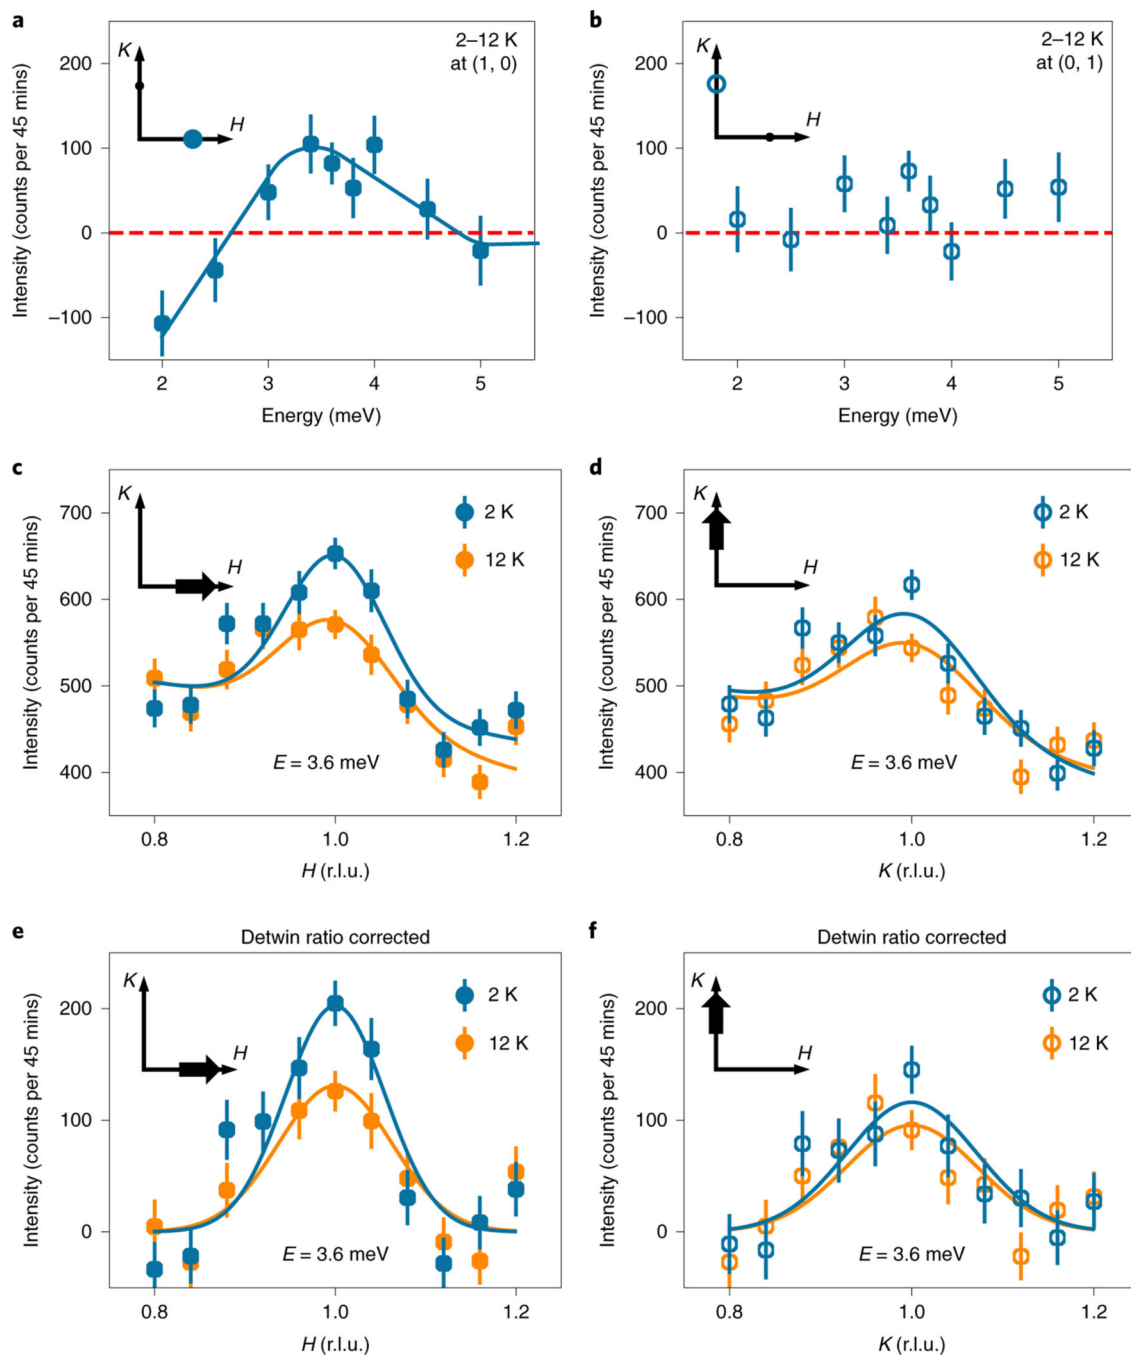 a
2–12 K
at (1, 0)
K
H
Intensity (counts per 45 mins)
200
100
0
−100
2
3
4
5
Energy (meV)
b
2–12 K
at (0, 1)
K
H
Intensity (counts per 45 mins)
200
100
0
−100
2
3
4
5
Energy (meV)
c
K
H
2 K
12 K
Intensity (counts per 45 mins)
700
600
500
400
E = 3.6 meV
0.8
1.0
1.2
H (r.l.u.)
d
K
H
2 K
12 K
Intensity (counts per 45 mins)
700
600
500
400
E = 3.6 meV
0.8
1.0
1.2
K (r.l.u.)
e
Detwin ratio corrected
K
H
2 K
12 K
Intensity (counts per 45 mins)
200
100
0
E = 3.6 meV
0.8
1.0
1.2
H (r.l.u.)
f
Detwin ratio corrected
K
H
2 K
12 K
Intensity (counts per 45 mins)
200
100
0
E = 3.6 meV
0.8
1.0
1.2
K (r.l.u.)